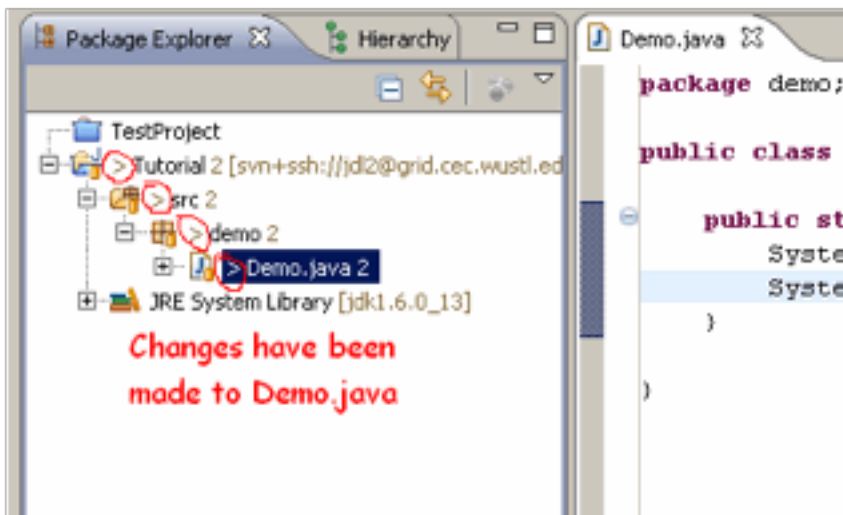 Package Explorer
Hierarchy
TestProject
>Tutorial 2 [svn+ssh://jdl2@grid.cec.wustl.ed
>src 2
>demo 2
>Demo.java 2
JRE System Library [jdk1.6.0_13]
Changes have been
made to Demo.java
Demo.java
package demo;
public class
public st
Syste
Syste
}
}